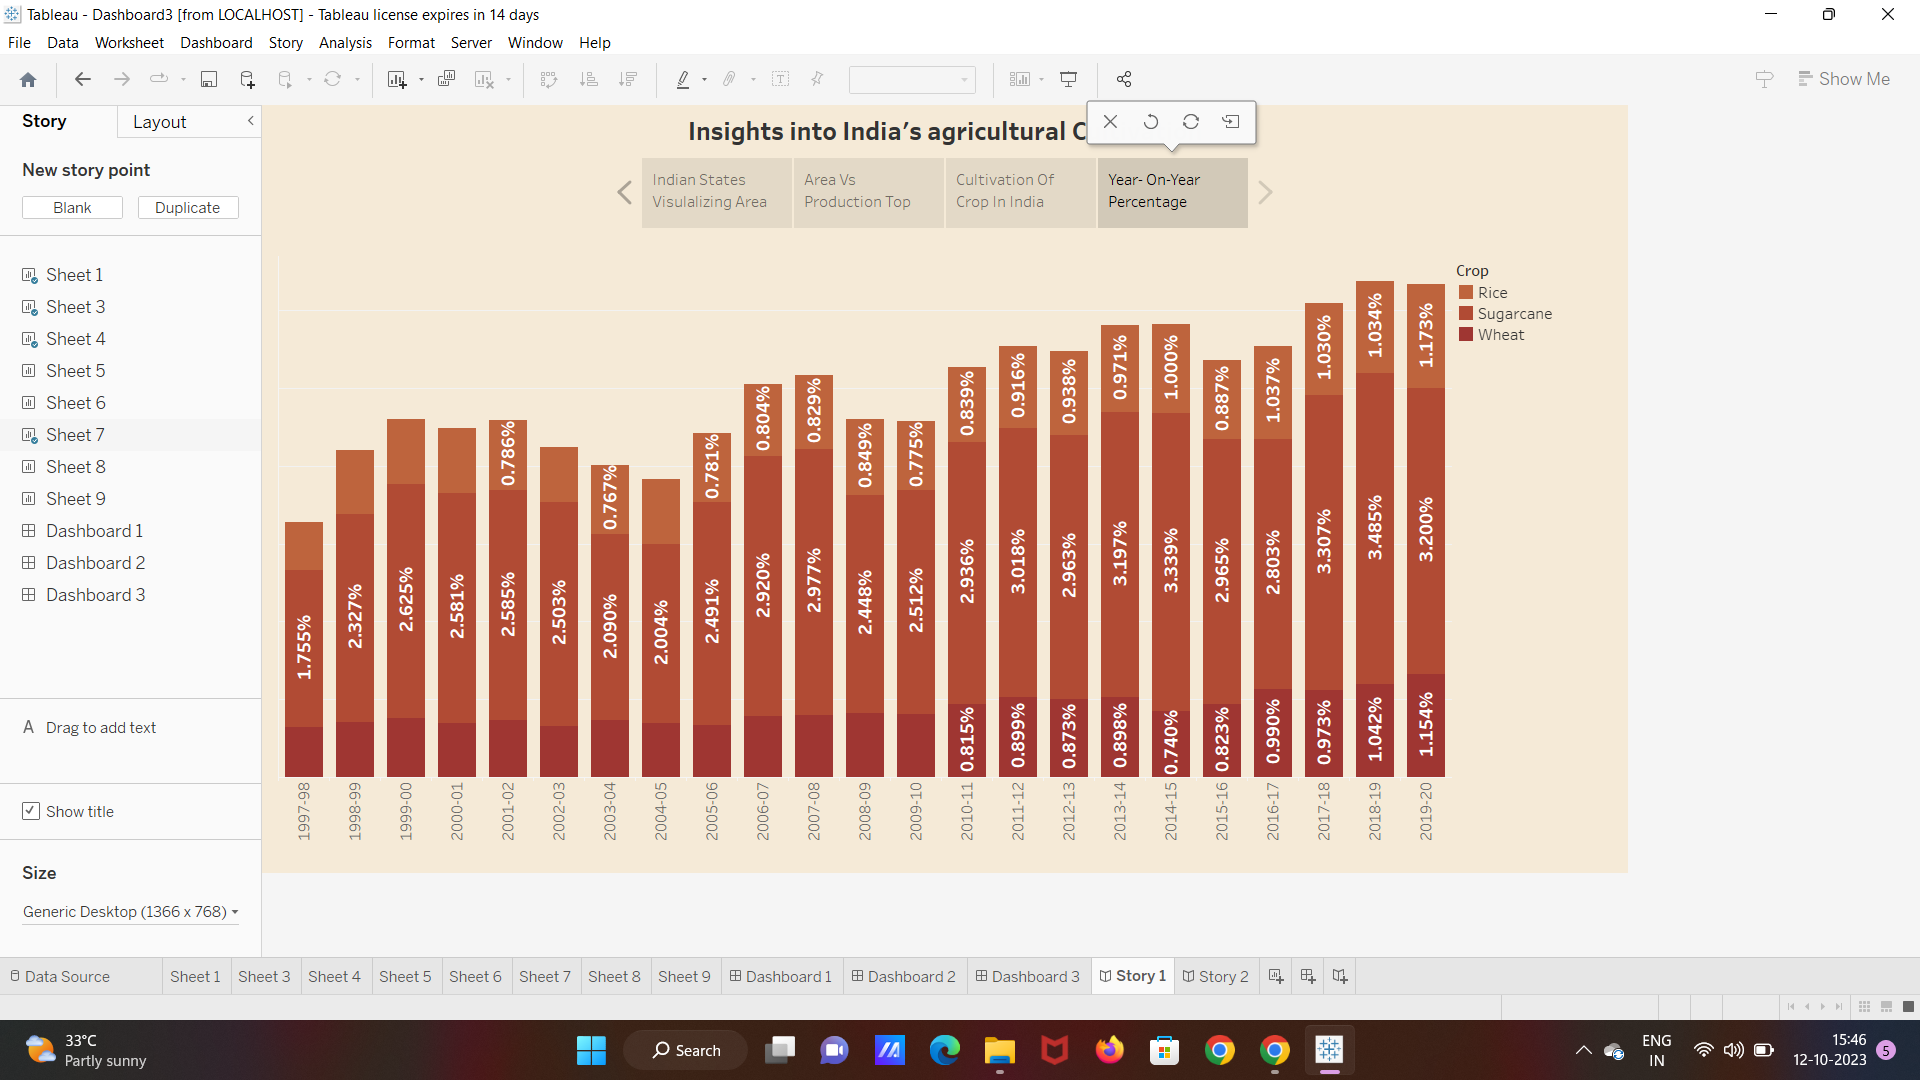 Tableau - Dashboard3 [from LOCALHOST] - Tableau license expires in 14 days
File Data Worksheet Dashboard Story Analysis Format Server Window Help
Show Me
Story Layout
New story point
Blank Duplicate
Sheet 1
Sheet 3
Sheet 4
Sheet 5
Sheet 6
Sheet 7
Sheet 8
Sheet 9
Dashboard 1
Dashboard 2
Dashboard 3
A Drag to add text
Show title
Size
Generic Desktop (1366 x 768)
Insights into India's agricultural C
Indian States
Visulalizing Area
Area Vs
Production Top
Cultivation Of
Crop In India
Year- On-Year
Percentage
Crop
Rice
Sugarcane
Wheat
1.755%
2.327%
2.625%
2.581%
0.786%
2.585%
2.503%
0.767%
2.090%
2.004%
0.781%
2.491%
0.804%
2.920%
0.829%
2.977%
0.849%
2.448%
0.775%
2.512%
0.839%
2.936%
0.815%
0.916%
3.018%
0.899%
0.938%
2.963%
0.873%
0.971%
3.197%
0.898%
1.000%
3.339%
0.740%
0.887%
2.965%
0.823%
1.037%
2.803%
0.990%
1.030%
3.307%
0.973%
1.034%
3.485%
1.042%
1.173%
3.200%
1.154%
1997-98
1998-99
1999-00
2000-01
2001-02
2002-03
2003-04
2004-05
2005-06
2006-07
2007-08
2008-09
2009-10
2010-11
2011-12
2012-13
2013-14
2014-15
2015-16
2016-17
2017-18
2018-19
2019-20
Data Source Sheet 1 Sheet 3 Sheet 4 Sheet 5 Sheet 6 Sheet 7 Sheet 8 Sheet 9 Dashboard 1 Dashboard 2 Dashboard 3 Story 1 Story 2
33°C
Partly sunny
Search
ENG
IN
15:46
12-10-2023
5